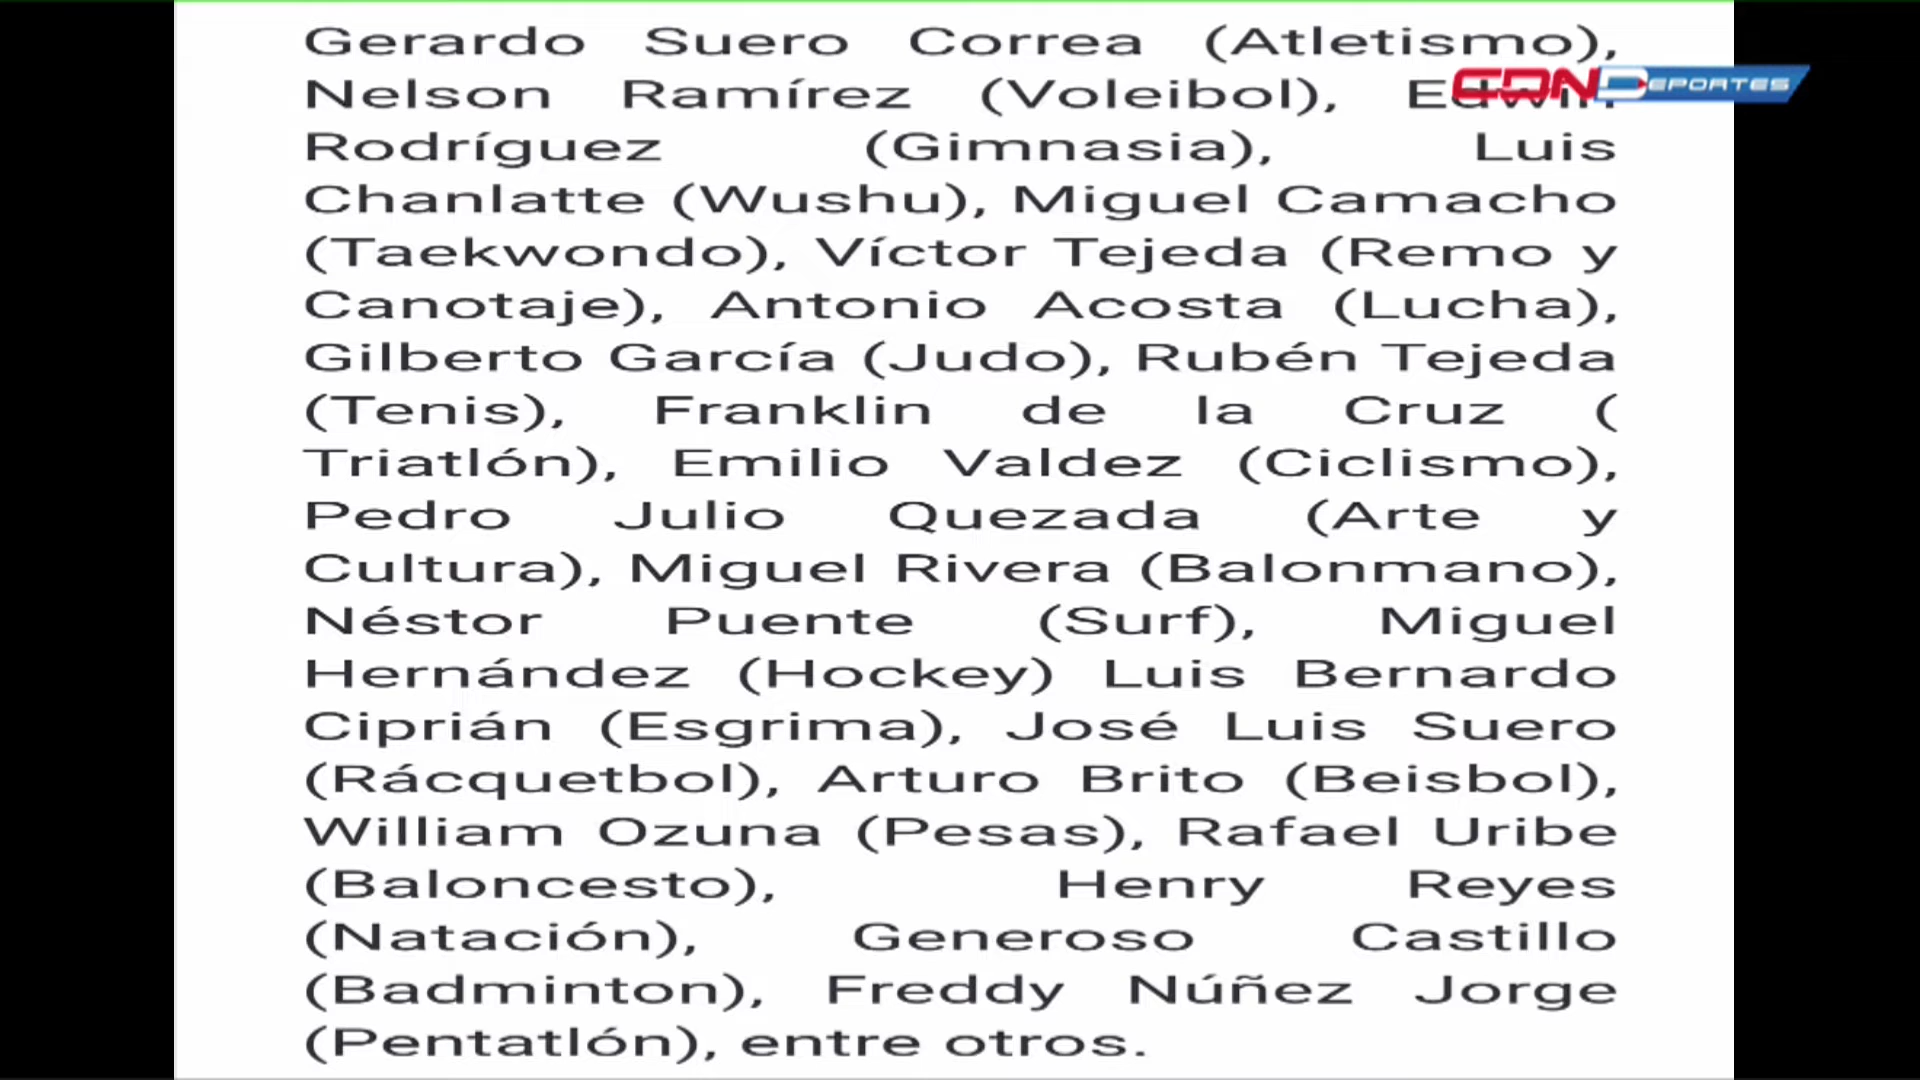 Gerardo Suero Correa (Atletismo),
Nelson Ramírez (Voleibol),
CDN DEPORTES
Rodríguez (Gimnasia), Luis
Chanlatte (Wushu), Miguel Camacho
(Taekwondo), Víctor Tejeda (Remo y
Canotaje), Antonio Acosta (Lucha),
Gilberto García (Judo), Rubén Tejeda
(Tenis), Franklin de la Cruz (
Triatlón), Emilio Valdez (Ciclismo),
Pedro Julio Quezada (Arte y
Cultura), Miguel Rivera (Balonmano),
Néstor Puente (Surf), Miguel
Hernández (Hockey) Luis Bernardo
Ciprián (Esgrima), José Luis Suero
(Rácquetbol), Arturo Brito (Beisbol),
William Ozuna (Pesas), Rafael Uribe
(Baloncesto), Henry Reyes
(Natación), Generoso Castillo
(Badminton), Freddy Núñez Jorge
(Pentatlón), entre otros.